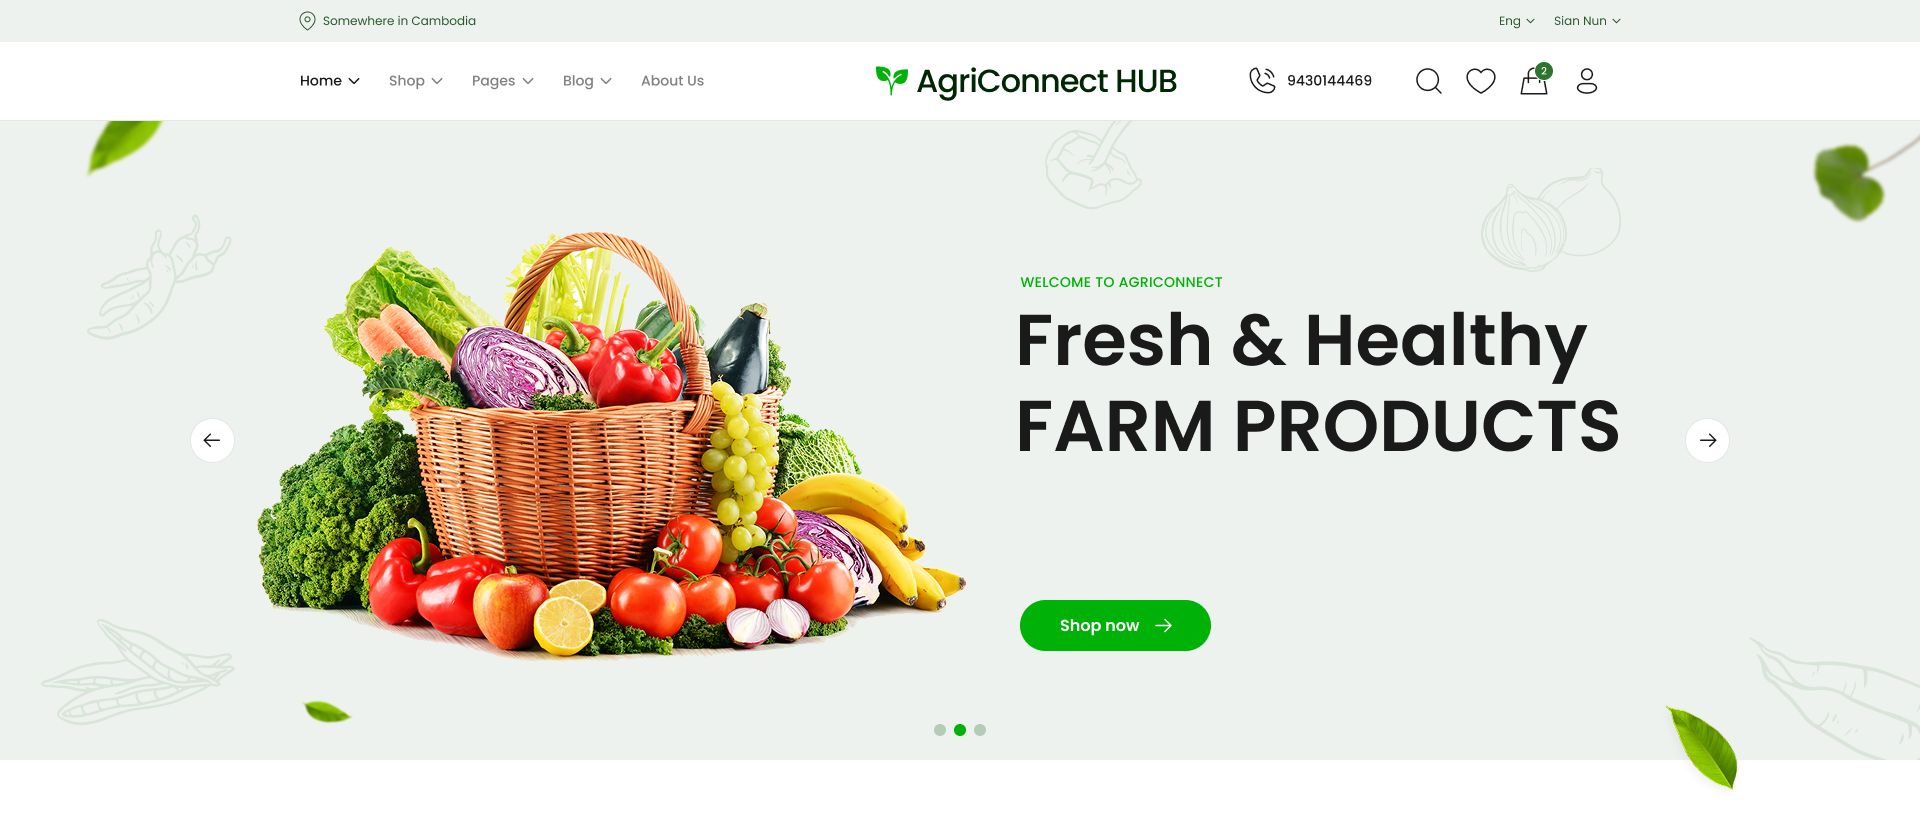 Somewhere in Cambodia
Eng
Sian Nun
Home
Shop
Pages
Blog
About Us
AgriConnect HUB
9430144469
2
WELCOME TO AGRICONNECT
Fresh & Healthy
FARM PRODUCTS
Shop now